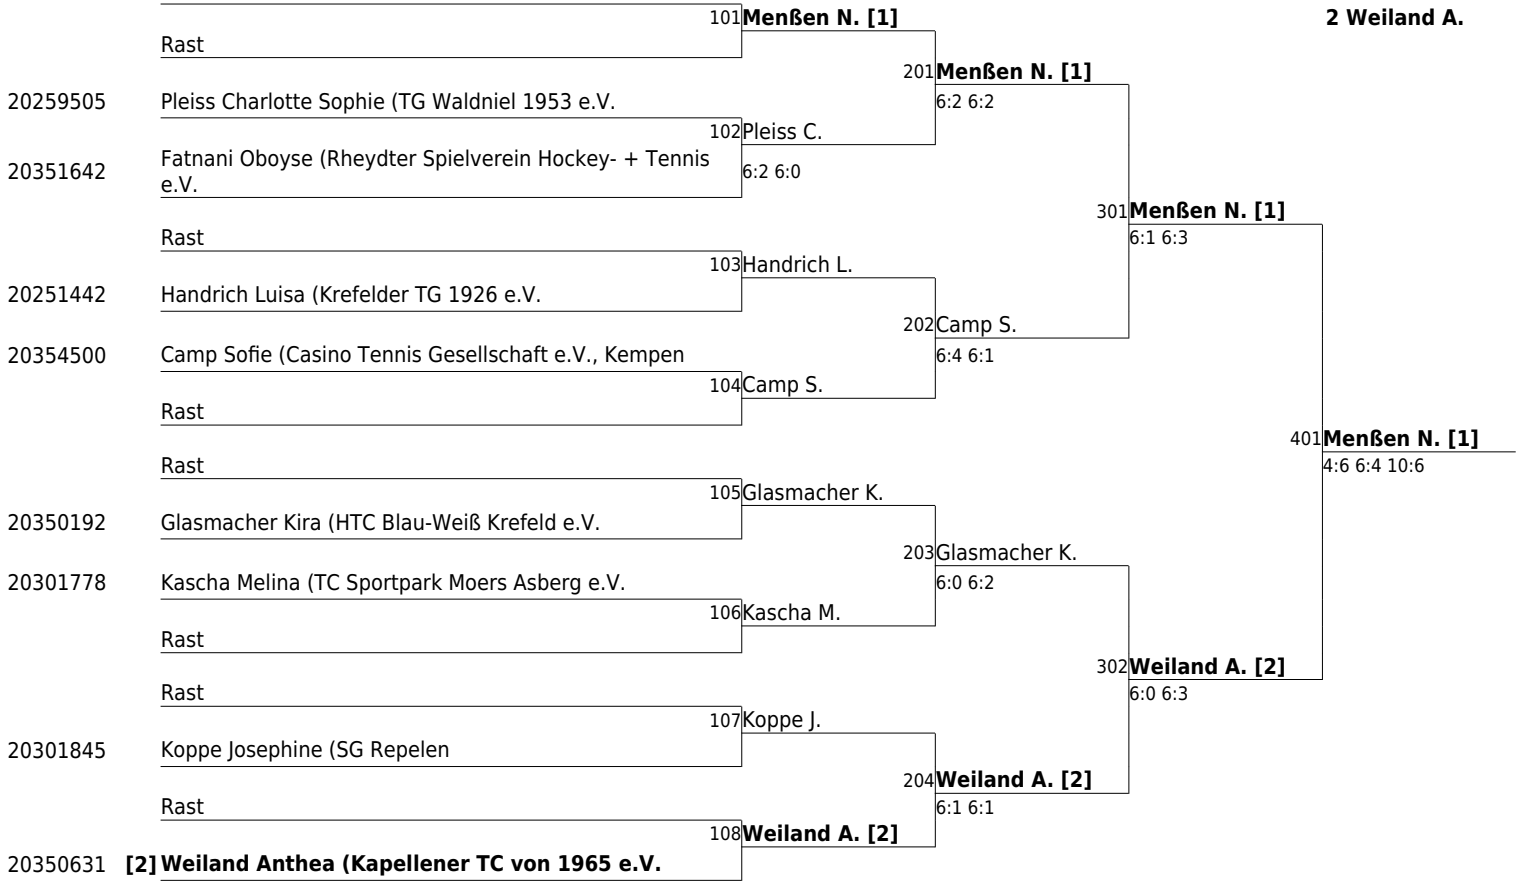 101 Menßen N. [1]
2 Weiland A.
Rast
201 Menßen N. [1]
20259505 Pleiss Charlotte Sophie (TG Waldniel 1953 e.V.
6:2 6:2
102 Pleiss C.
20351642 Fatnani Oboyse (Rheydter Spielverein Hockey- + Tennis
e.V.
6:2 6:0
301 Menßen N. [1]
Rast
6:1 6:3
103 Handrich L.
20251442 Handrich Luisa (Krefelder TG 1926 e.V.
202 Camp S.
20354500 Camp Sofie (Casino Tennis Gesellschaft e.V., Kempen
6:4 6:1
104 Camp S.
Rast
401 Menßen N. [1]
Rast
4:6 6:4 10:6
105 Glasmacher K.
20350192 Glasmacher Kira (HTC Blau-Weiß Krefeld e.V.
203 Glasmacher K.
20301778 Kascha Melina (TC Sportpark Moers Asberg e.V.
6:0 6:2
106 Kascha M.
Rast
302 Weiland A. [2]
Rast
6:0 6:3
107 Koppe J.
20301845 Koppe Josephine (SG Repelen
204 Weiland A. [2]
Rast
6:1 6:1
108 Weiland A. [2]
20350631 [2] Weiland Anthea (Kapellener TC von 1965 e.V.